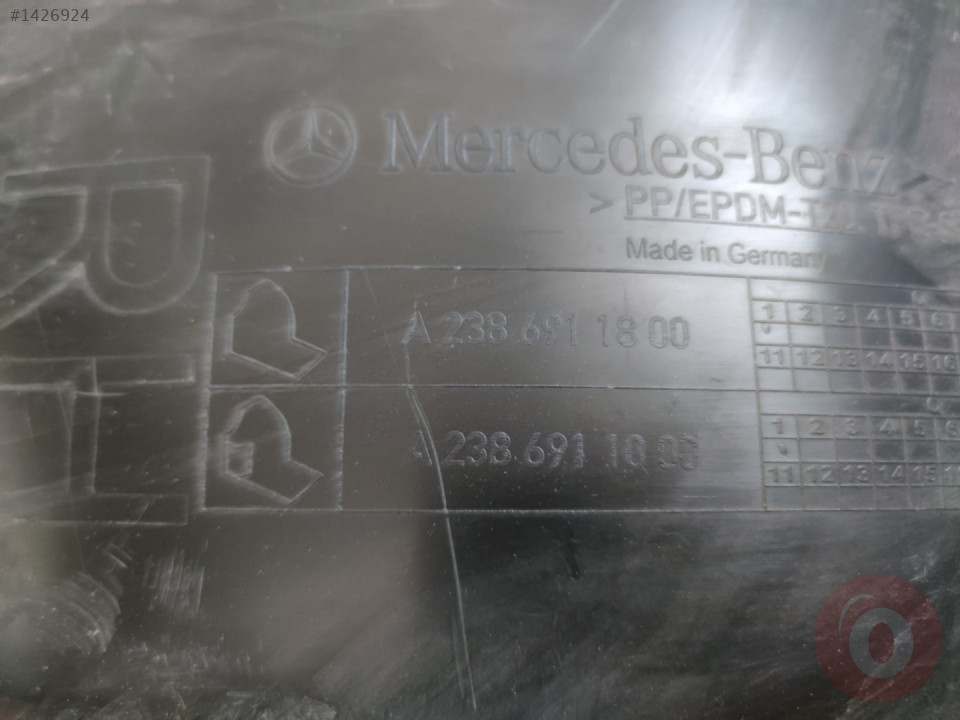 #1426924
Mercedes-Benz
> PP/EPDM-T20
Made in Germany
A 238 691 18 00
1 2 3 4 5 6
11 12 13 14 15 16
A 238 691 10 00
1 2 3 4 5 6
11 12 13 14 15
R
O